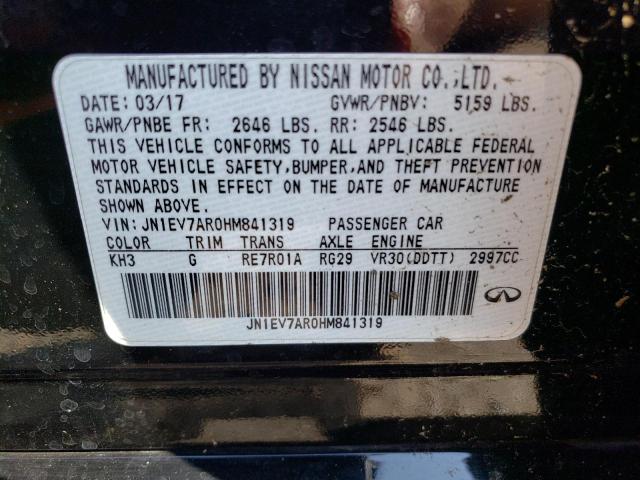 MANUFACTURED BY NISSAN MOTOR CO.,LTD.
DATE: 03/17 GVWR/PNBV: 5159 LBS.
GAWR/PNBE FR: 2646 LBS. RR: 2546 LBS.
THIS VEHICLE CONFORMS TO ALL APPLICABLE FEDERAL
MOTOR VEHICLE SAFETY,BUMPER,AND THEFT PREVENTION
STANDARDS IN EFFECT ON THE DATE OF MANUFACTURE
SHOWN ABOVE.
VIN: JN1EV7AR0HM841319 PASSENGER CAR
COLOR TRIM TRANS AXLE ENGINE
KH3 G RE7R01A RG29 VR30(DDTT) 2997CC
JN1EV7AR0HM841319